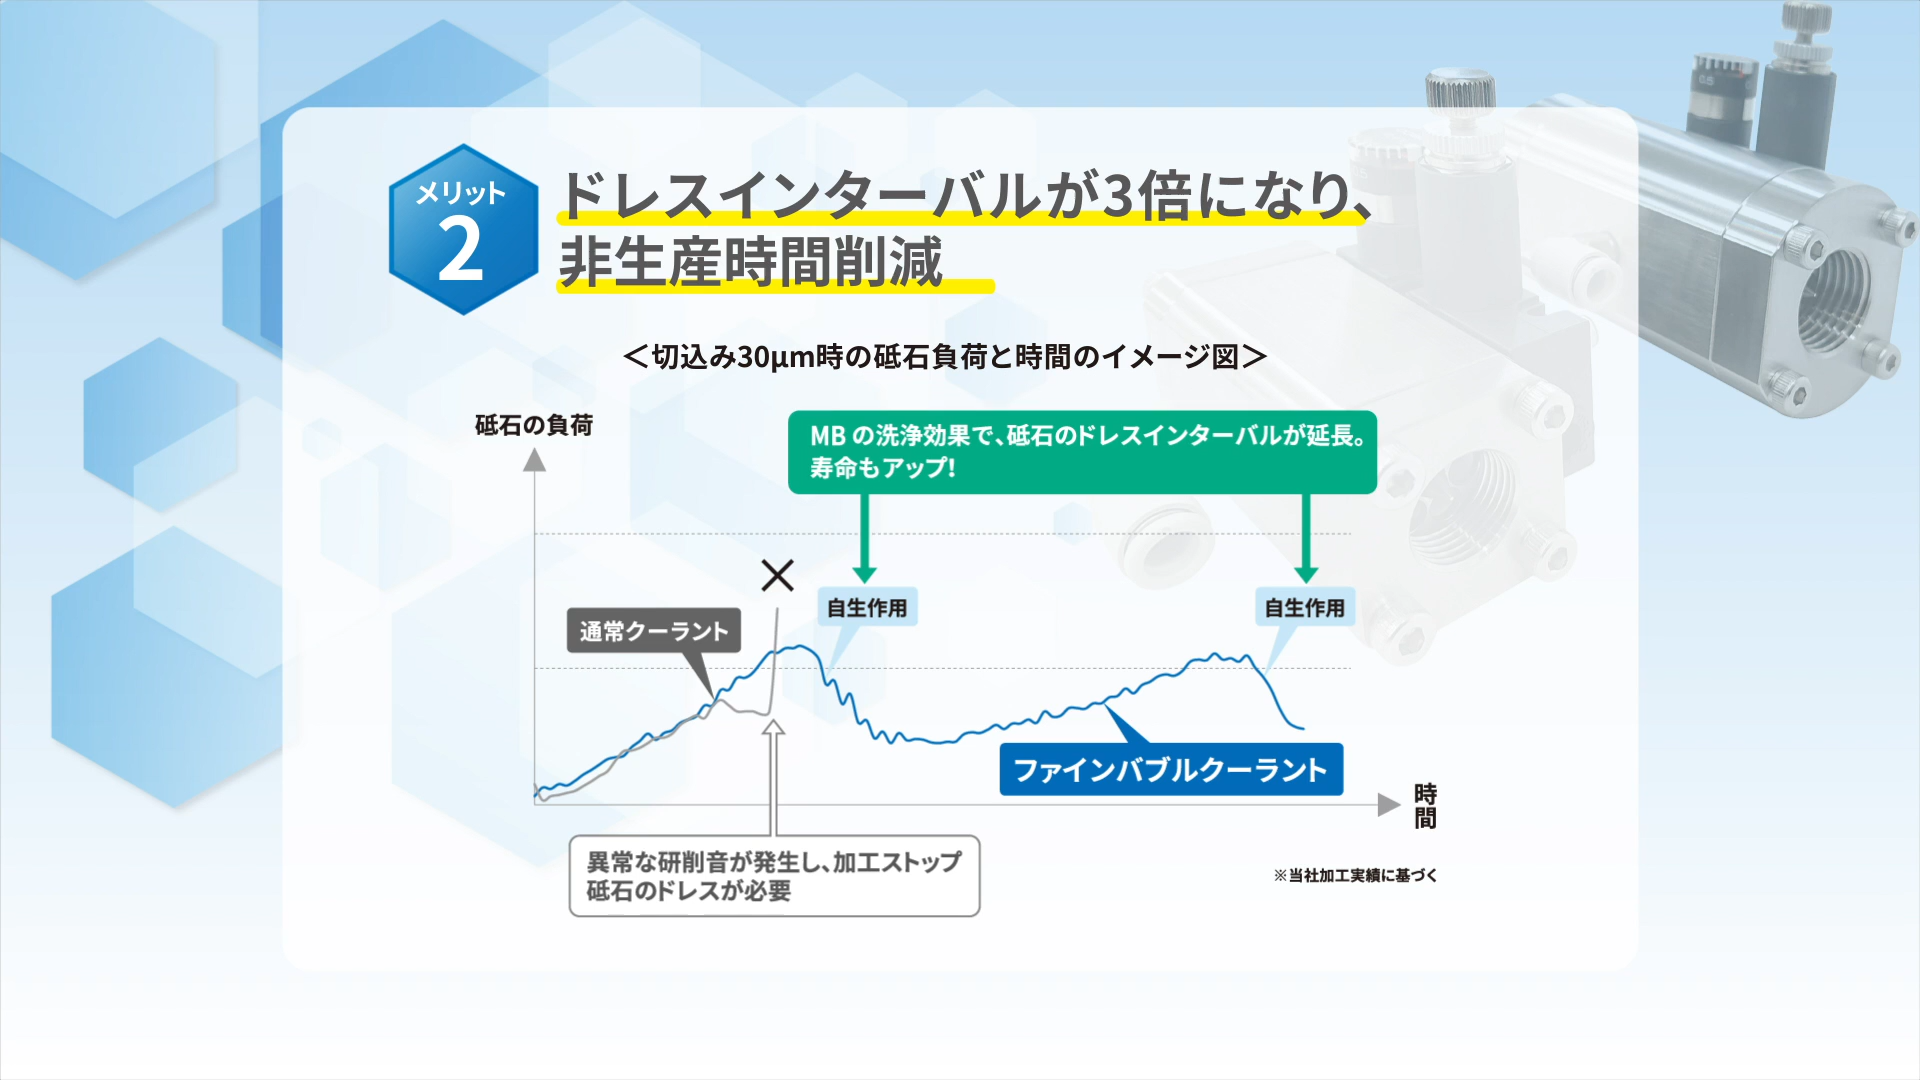 メリット
2
ドレスインターバルが3倍になり、
非生産時間削減
＜切込み30μm時の砥石負荷と時間のイメージ図＞
砥石の負荷
MB の洗浄効果で、砥石のドレスインターバルが延長。
寿命もアップ!
自生作用
自生作用
通常クーラント
ファインバブルクーラント
時間
異常な研削音が発生し、加工ストップ
砥石のドレスが必要
※当社加工実績に基づく